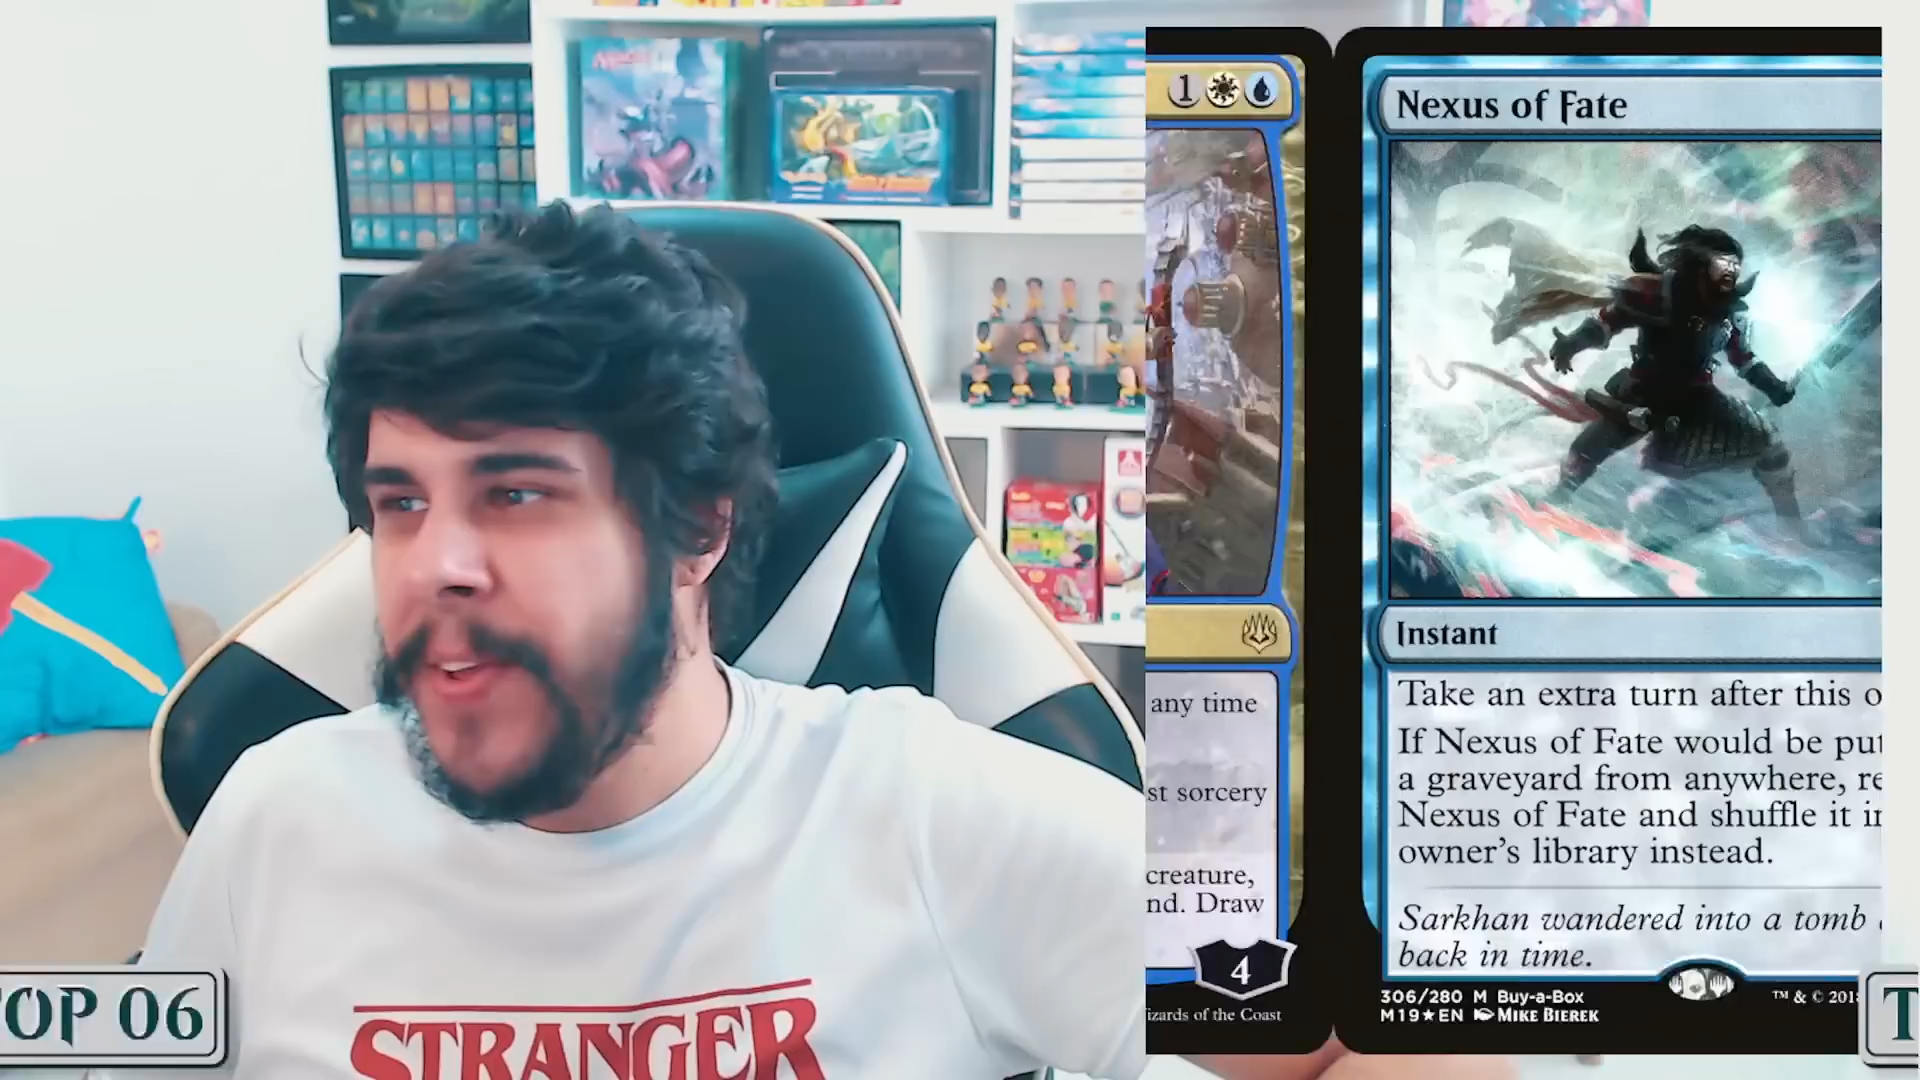 1
Nexus of Fate
Instant
any time
st sorcery
creature,
nd. Draw
4
izards of the Coast
Take an extra turn after this o
If Nexus of Fate would be put
a graveyard from anywhere, re
Nexus of Fate and shuffle it in
owner's library instead.
Sarkhan wandered into a tomb
back in time.
306/280 M Buy-a-Box
M19★EN MIKE BIEREK
™ & © 201
TOP 06
T
STRANGER